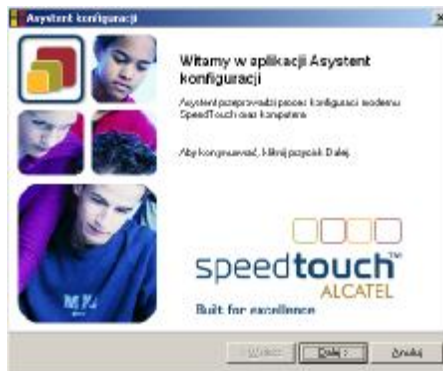 Asystent konfiguracji
Witamy w aplikacji Asystent
konfiguracji
Asystent przeprowadzi proces konfiguracji modemu
SpeedTouch oraz komputera.
Aby kontynuować, kliknij przycisk Dalej.
speedtouch™
ALCATEL
Built for excellence
< Wstecz
Dalej >
Anuluj